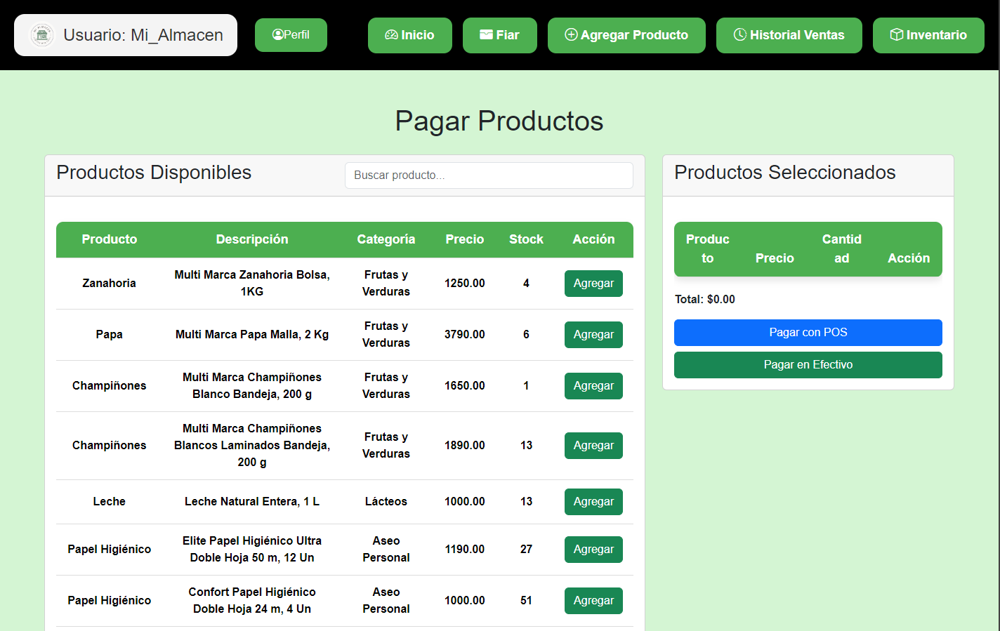 Usuario: Mi_Almacen
Perfil
Inicio
Fiar
Agregar Producto
Historial Ventas
Inventario
Pagar Productos
Productos Disponibles
Buscar producto...
Producto Descripción Categoría Precio Stock Acción
Zanahoria
Multi Marca Zanahoria Bolsa,
1KG
Frutas y
Verduras
1250.00
4
Agregar
Papa
Multi Marca Papa Malla, 2 Kg
Frutas y
Verduras
3790.00
6
Agregar
Champiñones
Multi Marca Champiñones
Blanco Bandeja, 200 g
Frutas y
Verduras
1650.00
1
Agregar
Champiñones
Multi Marca Champiñones
Blancos Laminados Bandeja,
200 g
Frutas y
Verduras
1890.00
13
Agregar
Leche
Leche Natural Entera, 1 L
Lácteos
1000.00
13
Agregar
Papel Higiénico
Elite Papel Higiénico Ultra
Doble Hoja 50 m, 12 Un
Aseo
Personal
1190.00
27
Agregar
Papel Higiénico
Confort Papel Higiénico
Doble Hoja 24 m, 4 Un
Aseo
Personal
1000.00
51
Agregar
Productos Seleccionados
Produc
to
Precio
Cantid
ad
Acción
Total: $0.00
Pagar con POS
Pagar en Efectivo